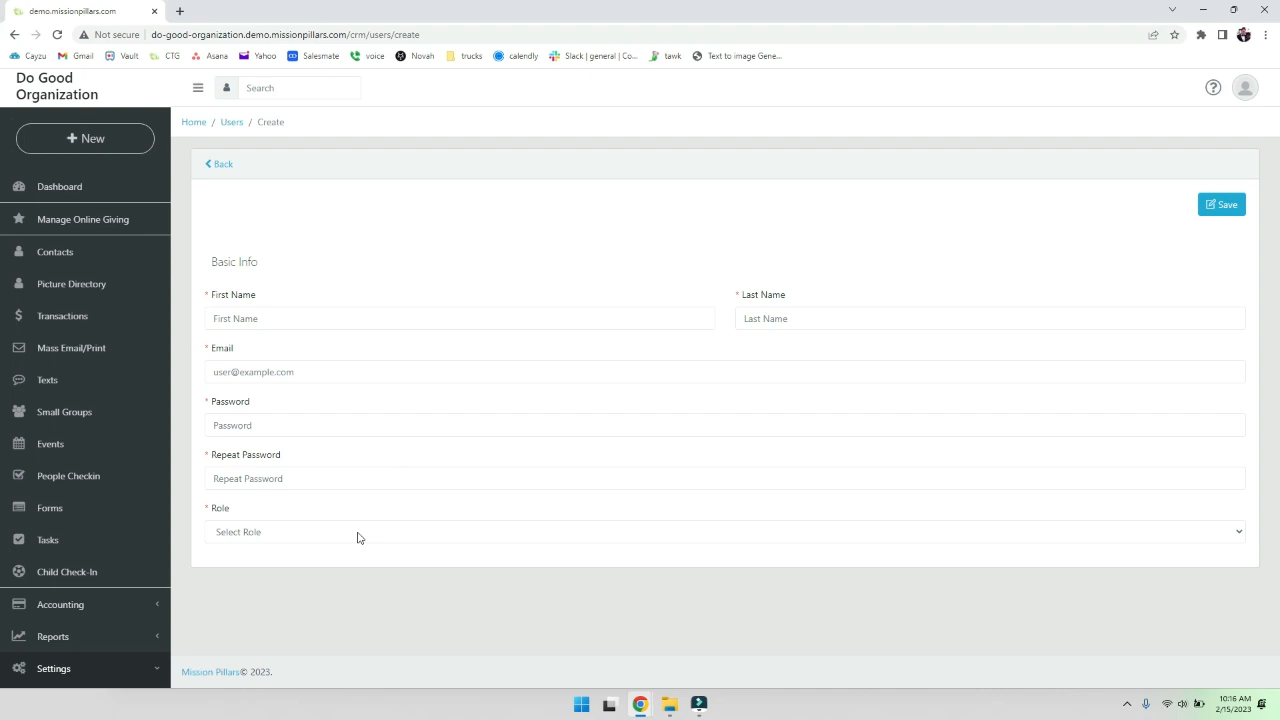 demo.missionpillars.com
Not secure | do-good-organization.demo.missionpillars.com/crm/users/create
Cayzu Gmail Vault CTG Asana Yahoo Salesmate voice Novah trucks calendly Slack | general | Co... tawk Text to image Gene...
Do Good
Organization
Search
Home / Users / Create
New
Back
Dashboard
Save
Manage Online Giving
Contacts
Basic Info
Picture Directory
* First Name * Last Name
Transactions
First Name Last Name
Mass Email/Print
* Email
user@example.com
Texts
* Password
Small Groups
Password
Events
* Repeat Password
People Checkin
Repeat Password
Forms
* Role
Select Role
Tasks
Child Check-In
Accounting
Reports
Settings
Mission Pillars© 2023.
10:16 AM
2/15/2023